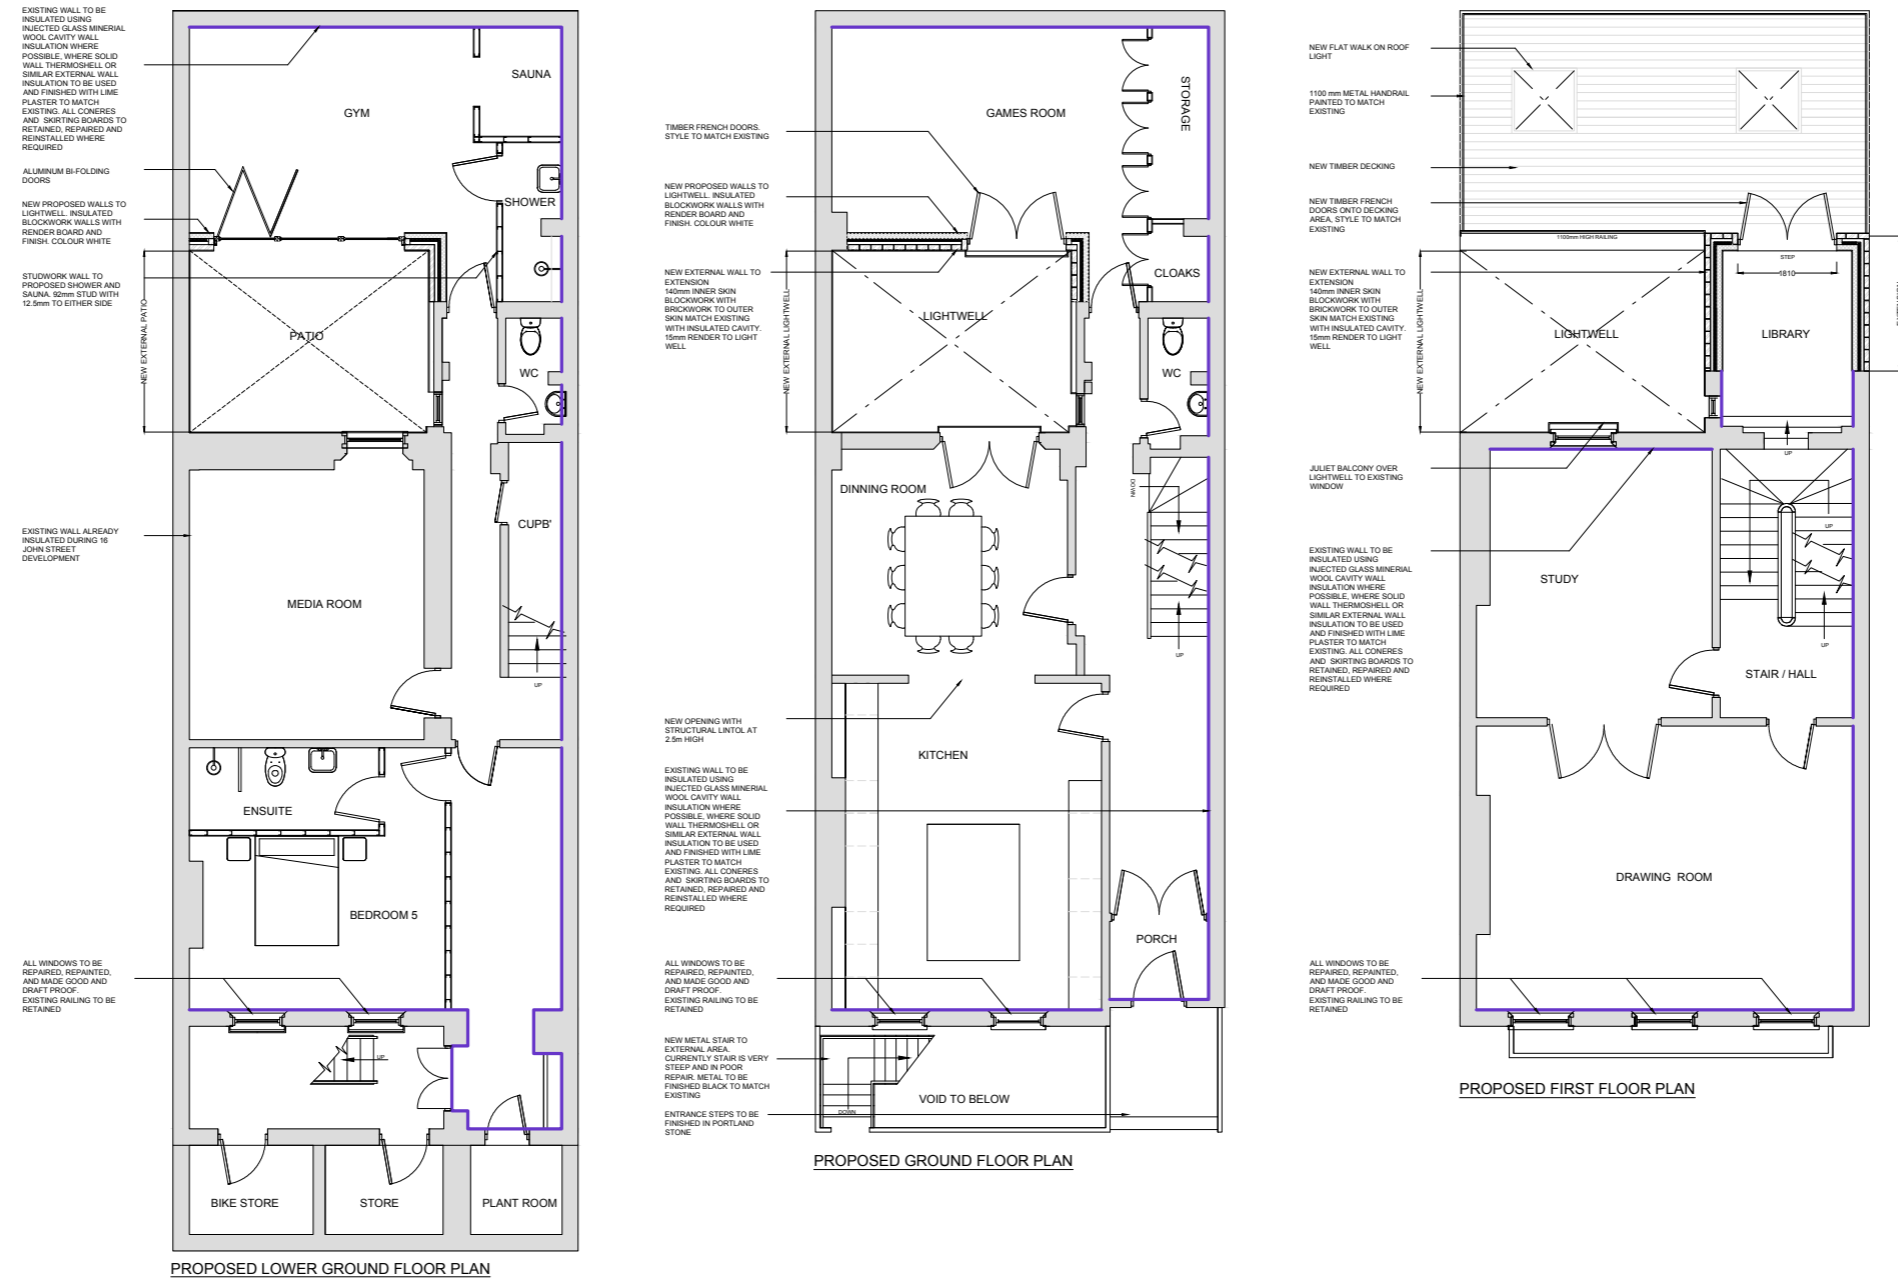 EXISTING WALL TO BE
INSULATED USING
INJECTED GLASS MINERIAL
WOOL CAVITY WALL
INSULATION WHERE
POSSIBLE, WHERE SOLID
WALL THERMOSHELL OR
SIMILAR EXTERNAL WALL
INSULATION TO BE USED
AND FINISHED WITH LIME
PLASTER TO MATCH
EXISTING. ALL CONERES
AND SKIRTING BOARDS TO
RETAINED, REPAIRED AND
REINSTALLED WHERE
REQUIRED
ALUMINUM BI-FOLDING
DOORS
NEW PROPOSED WALLS TO
LIGHTWELL. INSULATED
BLOCKWORK WALLS WITH
RENDER BOARD AND
FINISH. COLOUR WHITE
STUDWORK WALL TO
PROPOSED SHOWER AND
SAUNA. 92mm STUD WITH
12.5mm TO EITHER SIDE
EXISTING WALL ALREADY
INSULATED DURING 16
JOHN STREET
DEVELOPMENT
ALL WINDOWS TO BE
REPAIRED, REPAINTED,
AND MADE GOOD AND
DRAFT PROOF.
EXISTING RAILING TO BE
RETAINED
SAUNA
GYM
SHOWER
NEW EXTERNAL PATIO
PATIO
WC
CUPB'
MEDIA ROOM
UP
ENSUITE
BEDROOM 5
UP
BIKE STORE
STORE
PLANT ROOM
PROPOSED LOWER GROUND FLOOR PLAN
TIMBER FRENCH DOORS.
STYLE TO MATCH EXISTING
NEW PROPOSED WALLS TO
LIGHTWELL. INSULATED
BLOCKWORK WALLS WITH
RENDER BOARD AND
FINISH. COLOUR WHITE
NEW EXTERNAL WALL TO
EXTENSION
140mm INNER SKIN
BLOCKWORK WITH
BRICKWORK TO OUTER
SKIN MATCH EXISTING
WITH INSULATED CAVITY.
15mm RENDER TO LIGHT
WELL
NEW OPENING WITH
STRUCTURAL LINTOL AT
2.5m HIGH
EXISTING WALL TO BE
INSULATED USING
INJECTED GLASS MINERIAL
WOOL CAVITY WALL
INSULATION WHERE
POSSIBLE, WHERE SOLID
WALL THERMOSHELL OR
SIMILAR EXTERNAL WALL
INSULATION TO BE USED
AND FINISHED WITH LIME
PLASTER TO MATCH
EXISTING. ALL CONERES
AND SKIRTING BOARDS TO
RETAINED, REPAIRED AND
REINSTALLED WHERE
REQUIRED
ALL WINDOWS TO BE
REPAIRED, REPAINTED,
AND MADE GOOD AND
DRAFT PROOF.
EXISTING RAILING TO BE
RETAINED
NEW METAL STAIR TO
EXTERNAL AREA.
CURRENTLY STAIR IS VERY
STEEP AND IN POOR
REPAIR. METAL TO BE
FINISHED BLACK TO MATCH
EXISTING
ENTRANCE STEPS TO BE
FINISHED IN PORTLAND
STONE
GAMES ROOM
STORAGE
CLOAKS
NEW EXTERNAL LIGHTWELL
LIGHTWELL
WC
DINNING ROOM
DOWN
UP
KITCHEN
PORCH
VOID TO BELOW
DOWN
PROPOSED GROUND FLOOR PLAN
NEW FLAT WALK ON ROOF
LIGHT
1100 mm METAL HANDRAIL
PAINTED TO MATCH
EXISTING
NEW TIMBER DECKING
NEW TIMBER FRENCH
DOORS ONTO DECKING
AREA, STYLE TO MATCH
EXISTING
NEW EXTERNAL WALL TO
EXTENSION
140mm INNER SKIN
BLOCKWORK WITH
BRICKWORK TO OUTER
SKIN MATCH EXISTING
WITH INSULATED CAVITY.
15mm RENDER TO LIGHT
WELL
JULIET BALCONY OVER
LIGHTWELL TO EXISTING
WINDOW
EXISTING WALL TO BE
INSULATED USING
INJECTED GLASS MINERIAL
WOOL CAVITY WALL
INSULATION WHERE
POSSIBLE, WHERE SOLID
WALL THERMOSHELL OR
SIMILAR EXTERNAL WALL
INSULATION TO BE USED
AND FINISHED WITH LIME
PLASTER TO MATCH
EXISTING. ALL CONERES
AND SKIRTING BOARDS TO
RETAINED, REPAIRED AND
REINSTALLED WHERE
REQUIRED
ALL WINDOWS TO BE
REPAIRED, REPAINTED,
AND MADE GOOD AND
DRAFT PROOF.
EXISTING RAILING TO BE
RETAINED
1100mm HIGH RAILING
STEP
1810
NEW EXTERNAL LIGHTWELL
LIGHTWELL
LIBRARY
UP
UP
STUDY
UP
STAIR / HALL
DRAWING ROOM
PROPOSED FIRST FLOOR PLAN